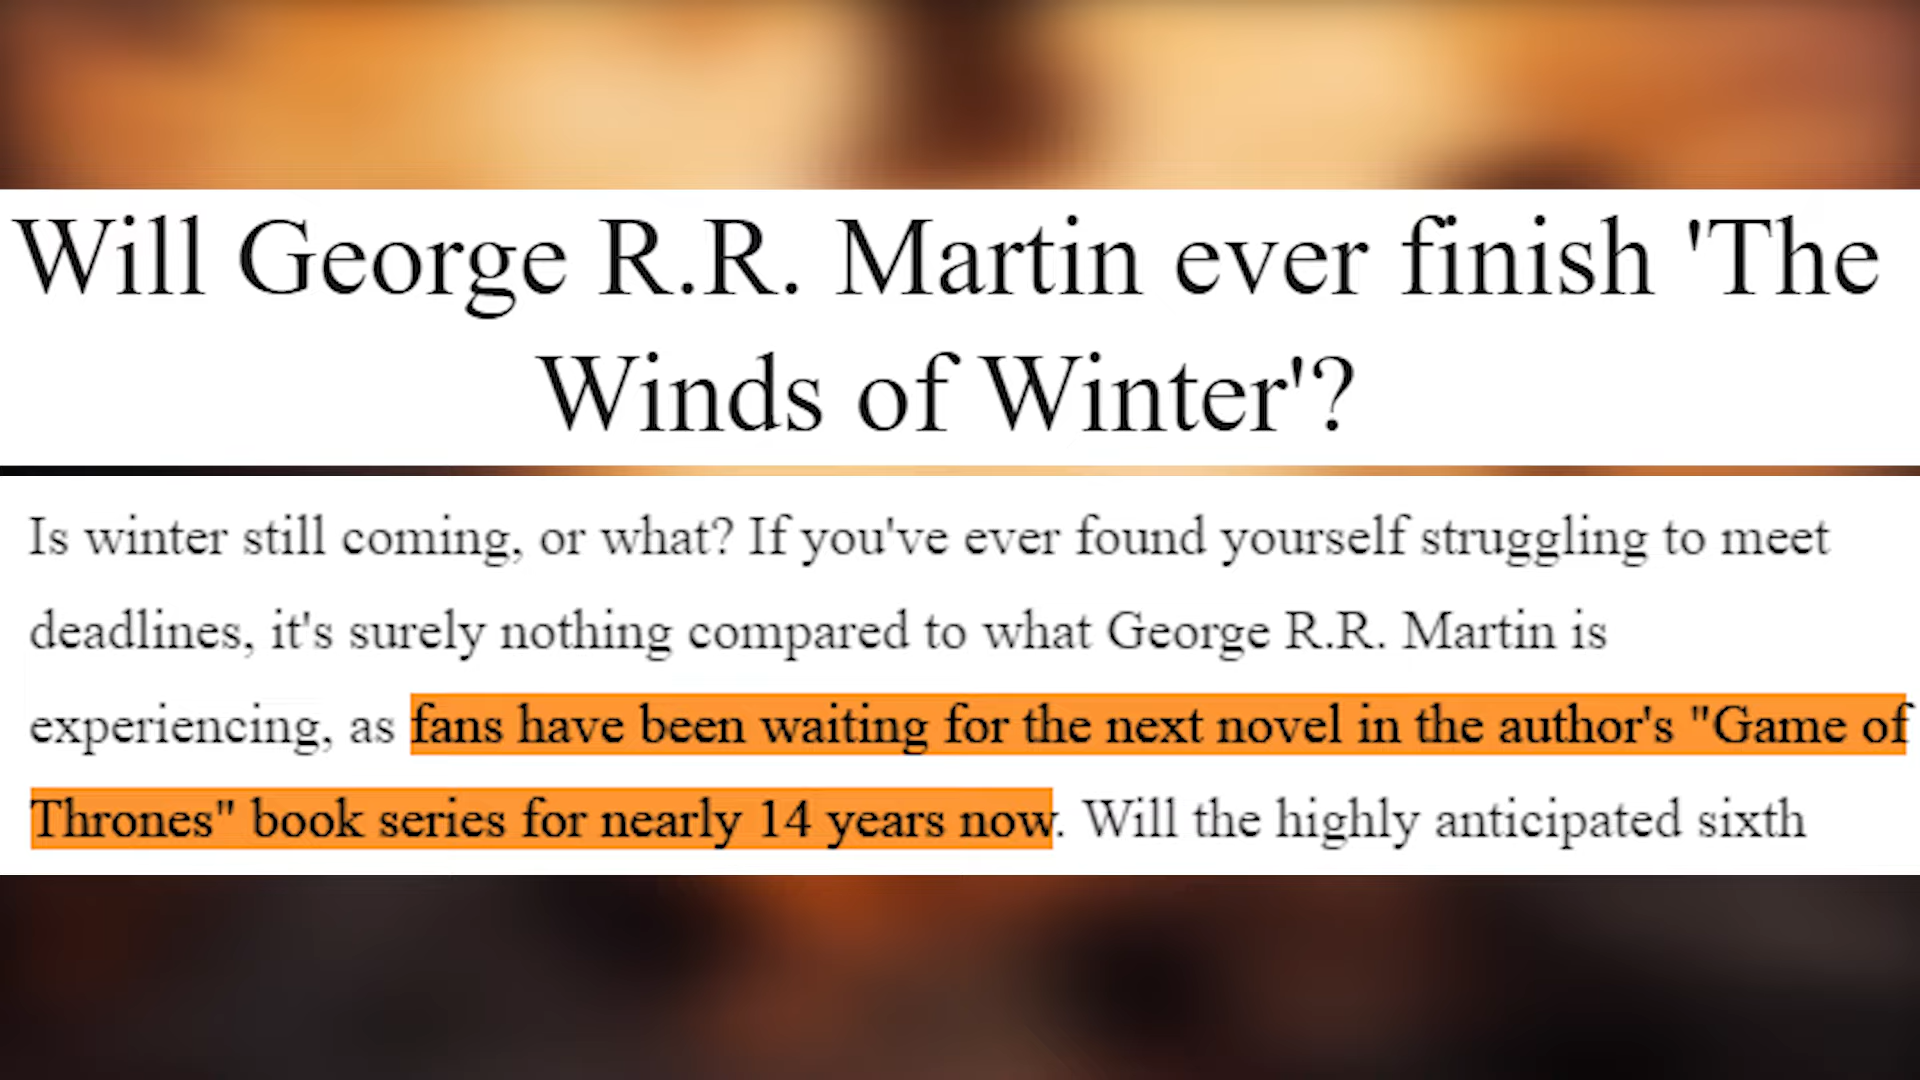 Will George R.R. Martin ever finish 'The
Winds of Winter'?
Is winter still coming, or what? If you've ever found yourself struggling to meet
deadlines, it's surely nothing compared to what George R.R. Martin is
experiencing, as fans have been waiting for the next novel in the author's "Game of
Thrones" book series for nearly 14 years now. Will the highly anticipated sixth